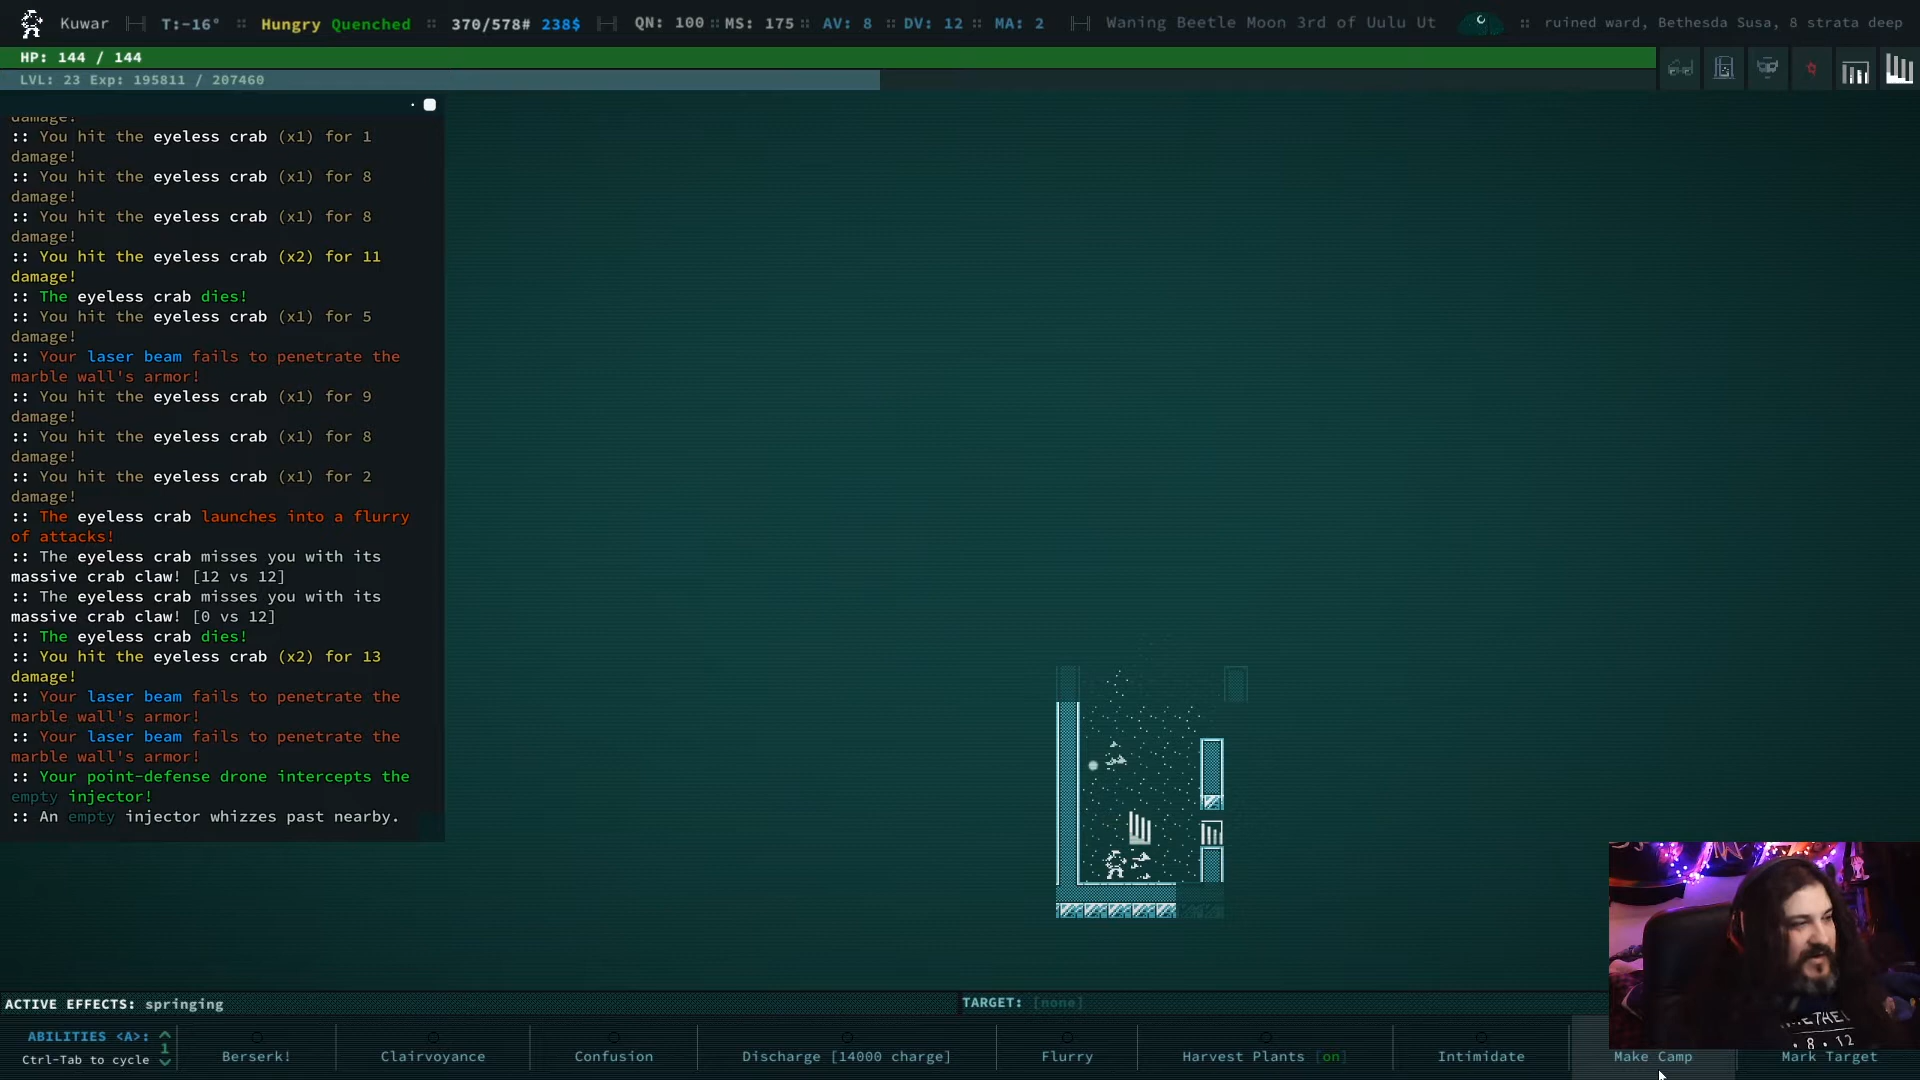 Kuwar T:-16° :: Hungry Quenched :: 370/578# 238$ QN: 100 :: MS: 175 :: AV: 8 :: DV: 12 :: MA: 2 Waning Beetle Moon 3rd of Uulu Ut :: ruined ward, Bethesda Susa, 8 strata deep
HP: 144 / 144
LVL: 23 Exp: 195811 / 207460
damage!
:: You hit the eyeless crab (x1) for 1
damage!
:: You hit the eyeless crab (x1) for 8
damage!
:: You hit the eyeless crab (x1) for 8
damage!
:: You hit the eyeless crab (x2) for 11
damage!
:: The eyeless crab dies!
:: You hit the eyeless crab (x1) for 5
damage!
:: Your laser beam fails to penetrate the
marble wall's armor!
:: You hit the eyeless crab (x1) for 9
damage!
:: You hit the eyeless crab (x1) for 8
damage!
:: You hit the eyeless crab (x1) for 2
damage!
:: The eyeless crab launches into a flurry
of attacks!
:: The eyeless crab misses you with its
massive crab claw! [12 vs 12]
:: The eyeless crab misses you with its
massive crab claw! [0 vs 12]
:: The eyeless crab dies!
:: You hit the eyeless crab (x2) for 13
damage!
:: Your laser beam fails to penetrate the
marble wall's armor!
:: Your laser beam fails to penetrate the
marble wall's armor!
:: Your point-defense drone intercepts the
empty injector!
:: An empty injector whizzes past nearby.
ACTIVE EFFECTS: springing TARGET: [none]
ABILITIES <A>:
Ctrl-Tab to cycle
1
Berserk! Clairvoyance Confusion Discharge [14000 charge] Flurry Harvest Plants [on] Intimidate Make Camp Mark Target
8.12